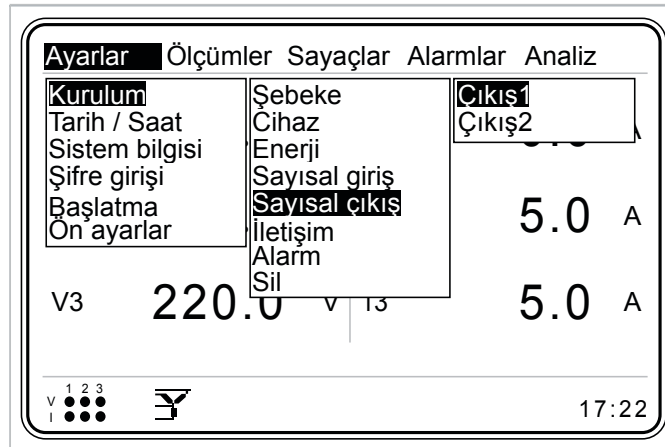 Ayarlar Ölçümler Sayaçlar Alarmlar Analiz
Kurulum
Tarih / Saat
Sistem bilgisi
Şifre girişi
Başlatma
Ön ayarlar
Şebeke
Cihaz
Enerji
Sayısal giriş
Sayısal çıkış
İletişim
Alarm
Sil
Çıkış1
Çıkış2
5.0 A
V3 220.0 V I3 5.0 A
1 2 3
V
I
17:22